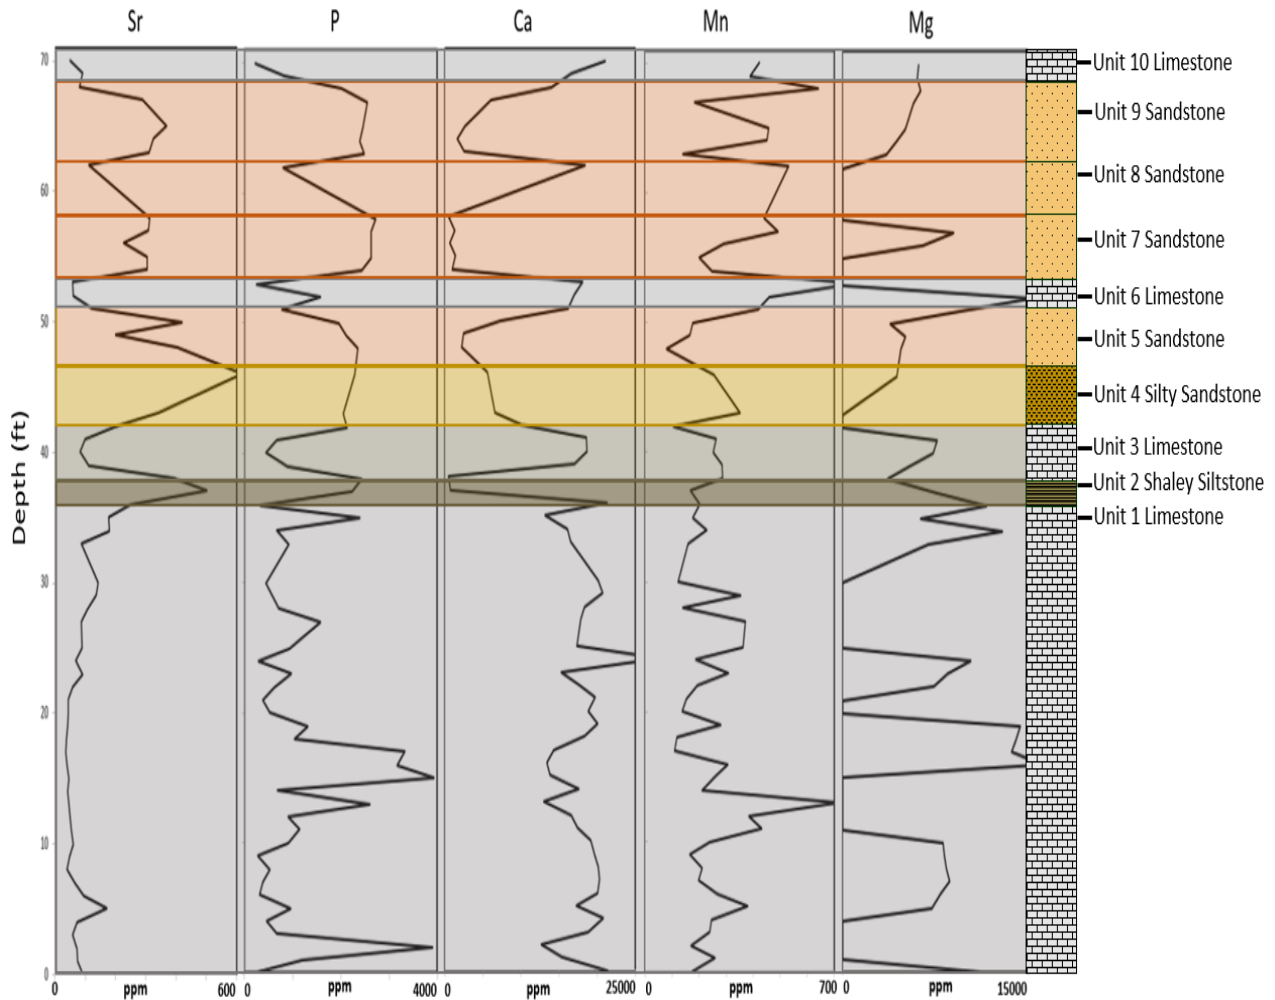 Sr P Ca Mn Mg
70
Unit 10 Limestone
Unit 9 Sandstone
Unit 8 Sandstone
60
Unit 7 Sandstone
Unit 6 Limestone
50
Unit 5 Sandstone
Unit 4 Silty Sandstone
40
Unit 3 Limestone
Unit 2 Shaley Siltstone
Unit 1 Limestone
Depth (ft)
30
20
10
0
0 ppm 600 0 ppm 4000 0 ppm 25000 0 ppm 700 0 ppm 15000